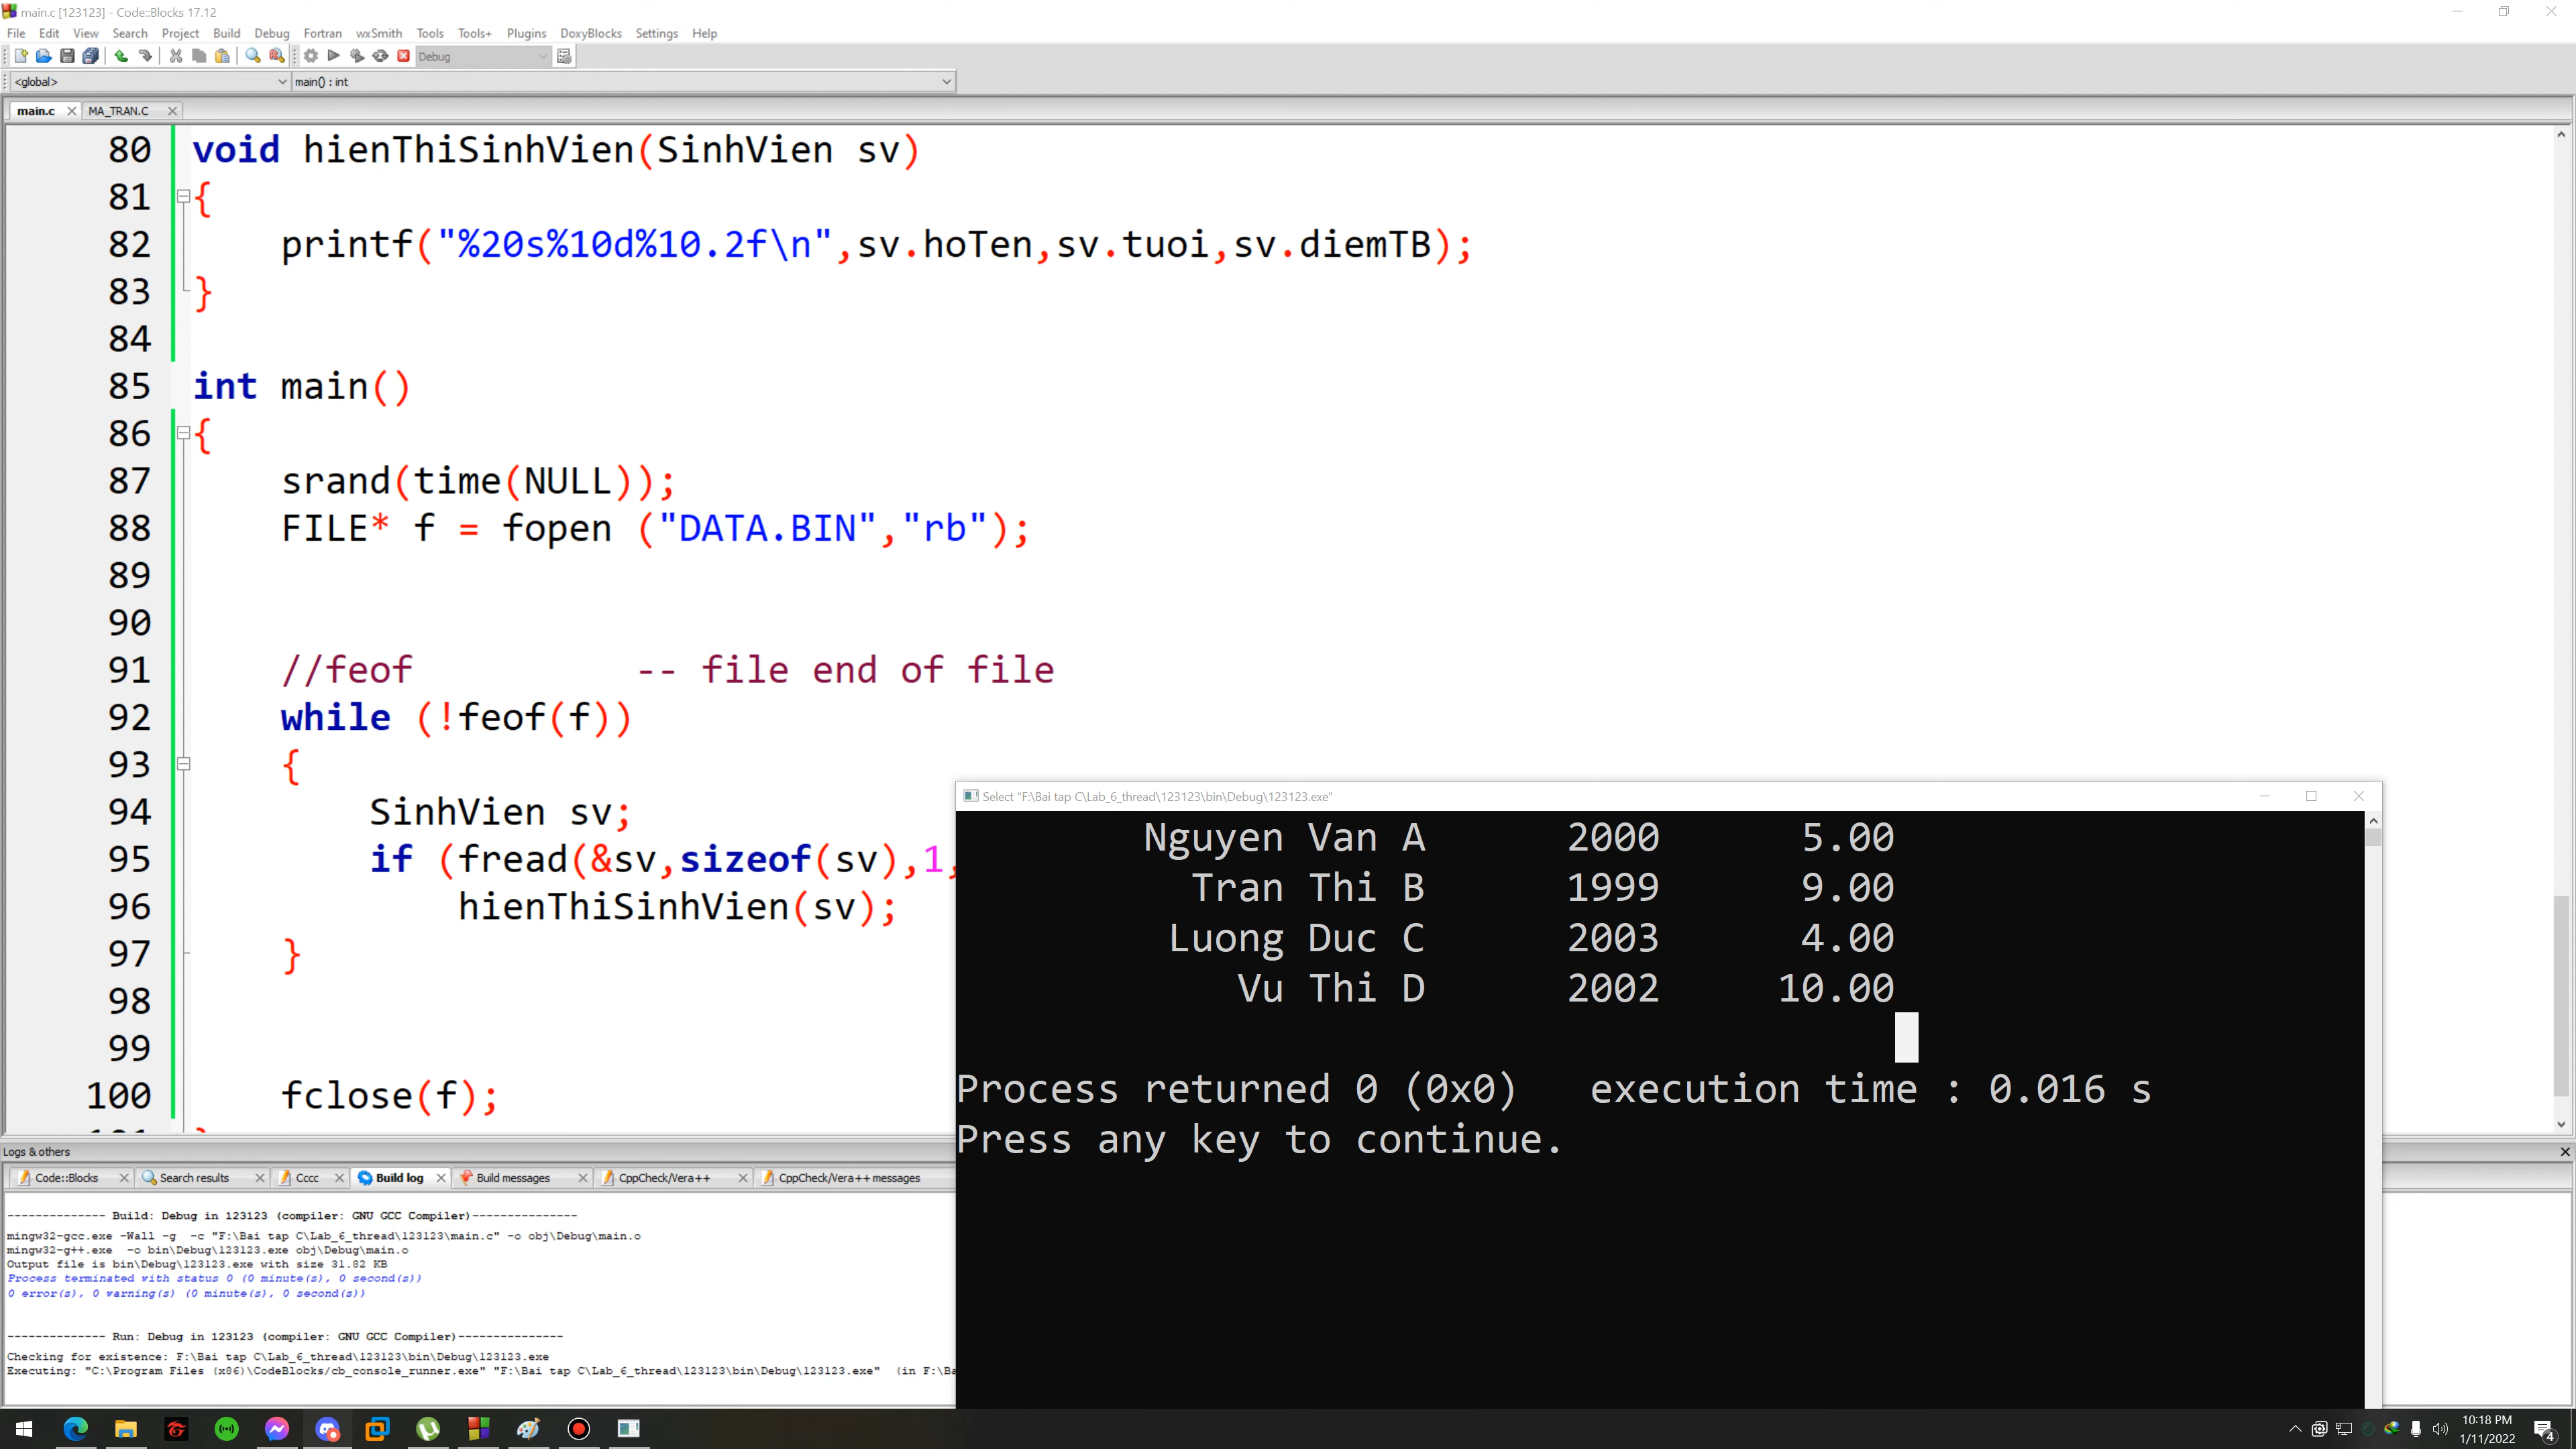 main.c [123123] - Code::Blocks 17.12
File Edit View Search Project Build Debug Fortran wxSmith Tools Tools+ Plugins DoxyBlocks Settings Help
Debug
<global> main() : int
main.c MA_TRAN.C
80 void hienThiSinhVien(SinhVien sv)
81 {
82 printf("%20s%10d%10.2f\n",sv.hoTen,sv.tuoi,sv.diemTB);
83 }
84
85 int main()
86 {
87 srand(time(NULL));
88 FILE* f = fopen ("DATA.BIN","rb");
89
90
91 //feof -- file end of file
92 while (!feof(f))
93 {
94 SinhVien sv;
95 if (fread(&sv,sizeof(sv),1,
96 hienThiSinhVien(sv);
97 }
98
99
100 fclose(f);
Select "F:\Bai tap C\Lab_6_thread\123123\bin\Debug\123123.exe"
Nguyen Van A 2000 5.00
Tran Thi B 1999 9.00
Luong Duc C 2003 4.00
Vu Thi D 2002 10.00
Process returned 0 (0x0) execution time : 0.016 s
Press any key to continue.
Logs & others
Code::Blocks Search results Cccc Build log Build messages CppCheck/Vera++ CppCheck/Vera++ messages
-------------- Build: Debug in 123123 (compiler: GNU GCC Compiler)---------------
mingw32-gcc.exe -Wall -g -c "F:\Bai tap C\Lab_6_thread\123123\main.c" -o obj\Debug\main.o
mingw32-g++.exe -o bin\Debug\123123.exe obj\Debug\main.o
Output file is bin\Debug\123123.exe with size 31.82 KB
Process terminated with status 0 (0 minute(s), 0 second(s))
0 error(s), 0 warning(s) (0 minute(s), 0 second(s))
-------------- Run: Debug in 123123 (compiler: GNU GCC Compiler)---------------
Checking for existence: F:\Bai tap C\Lab_6_thread\123123\bin\Debug\123123.exe
Executing: "C:\Program Files (x86)\CodeBlocks/cb_console_runner.exe" "F:\Bai tap C\Lab_6_thread\123123\bin\Debug\123123.exe" (in F:\Ba
10:18 PM
1/11/2022
4